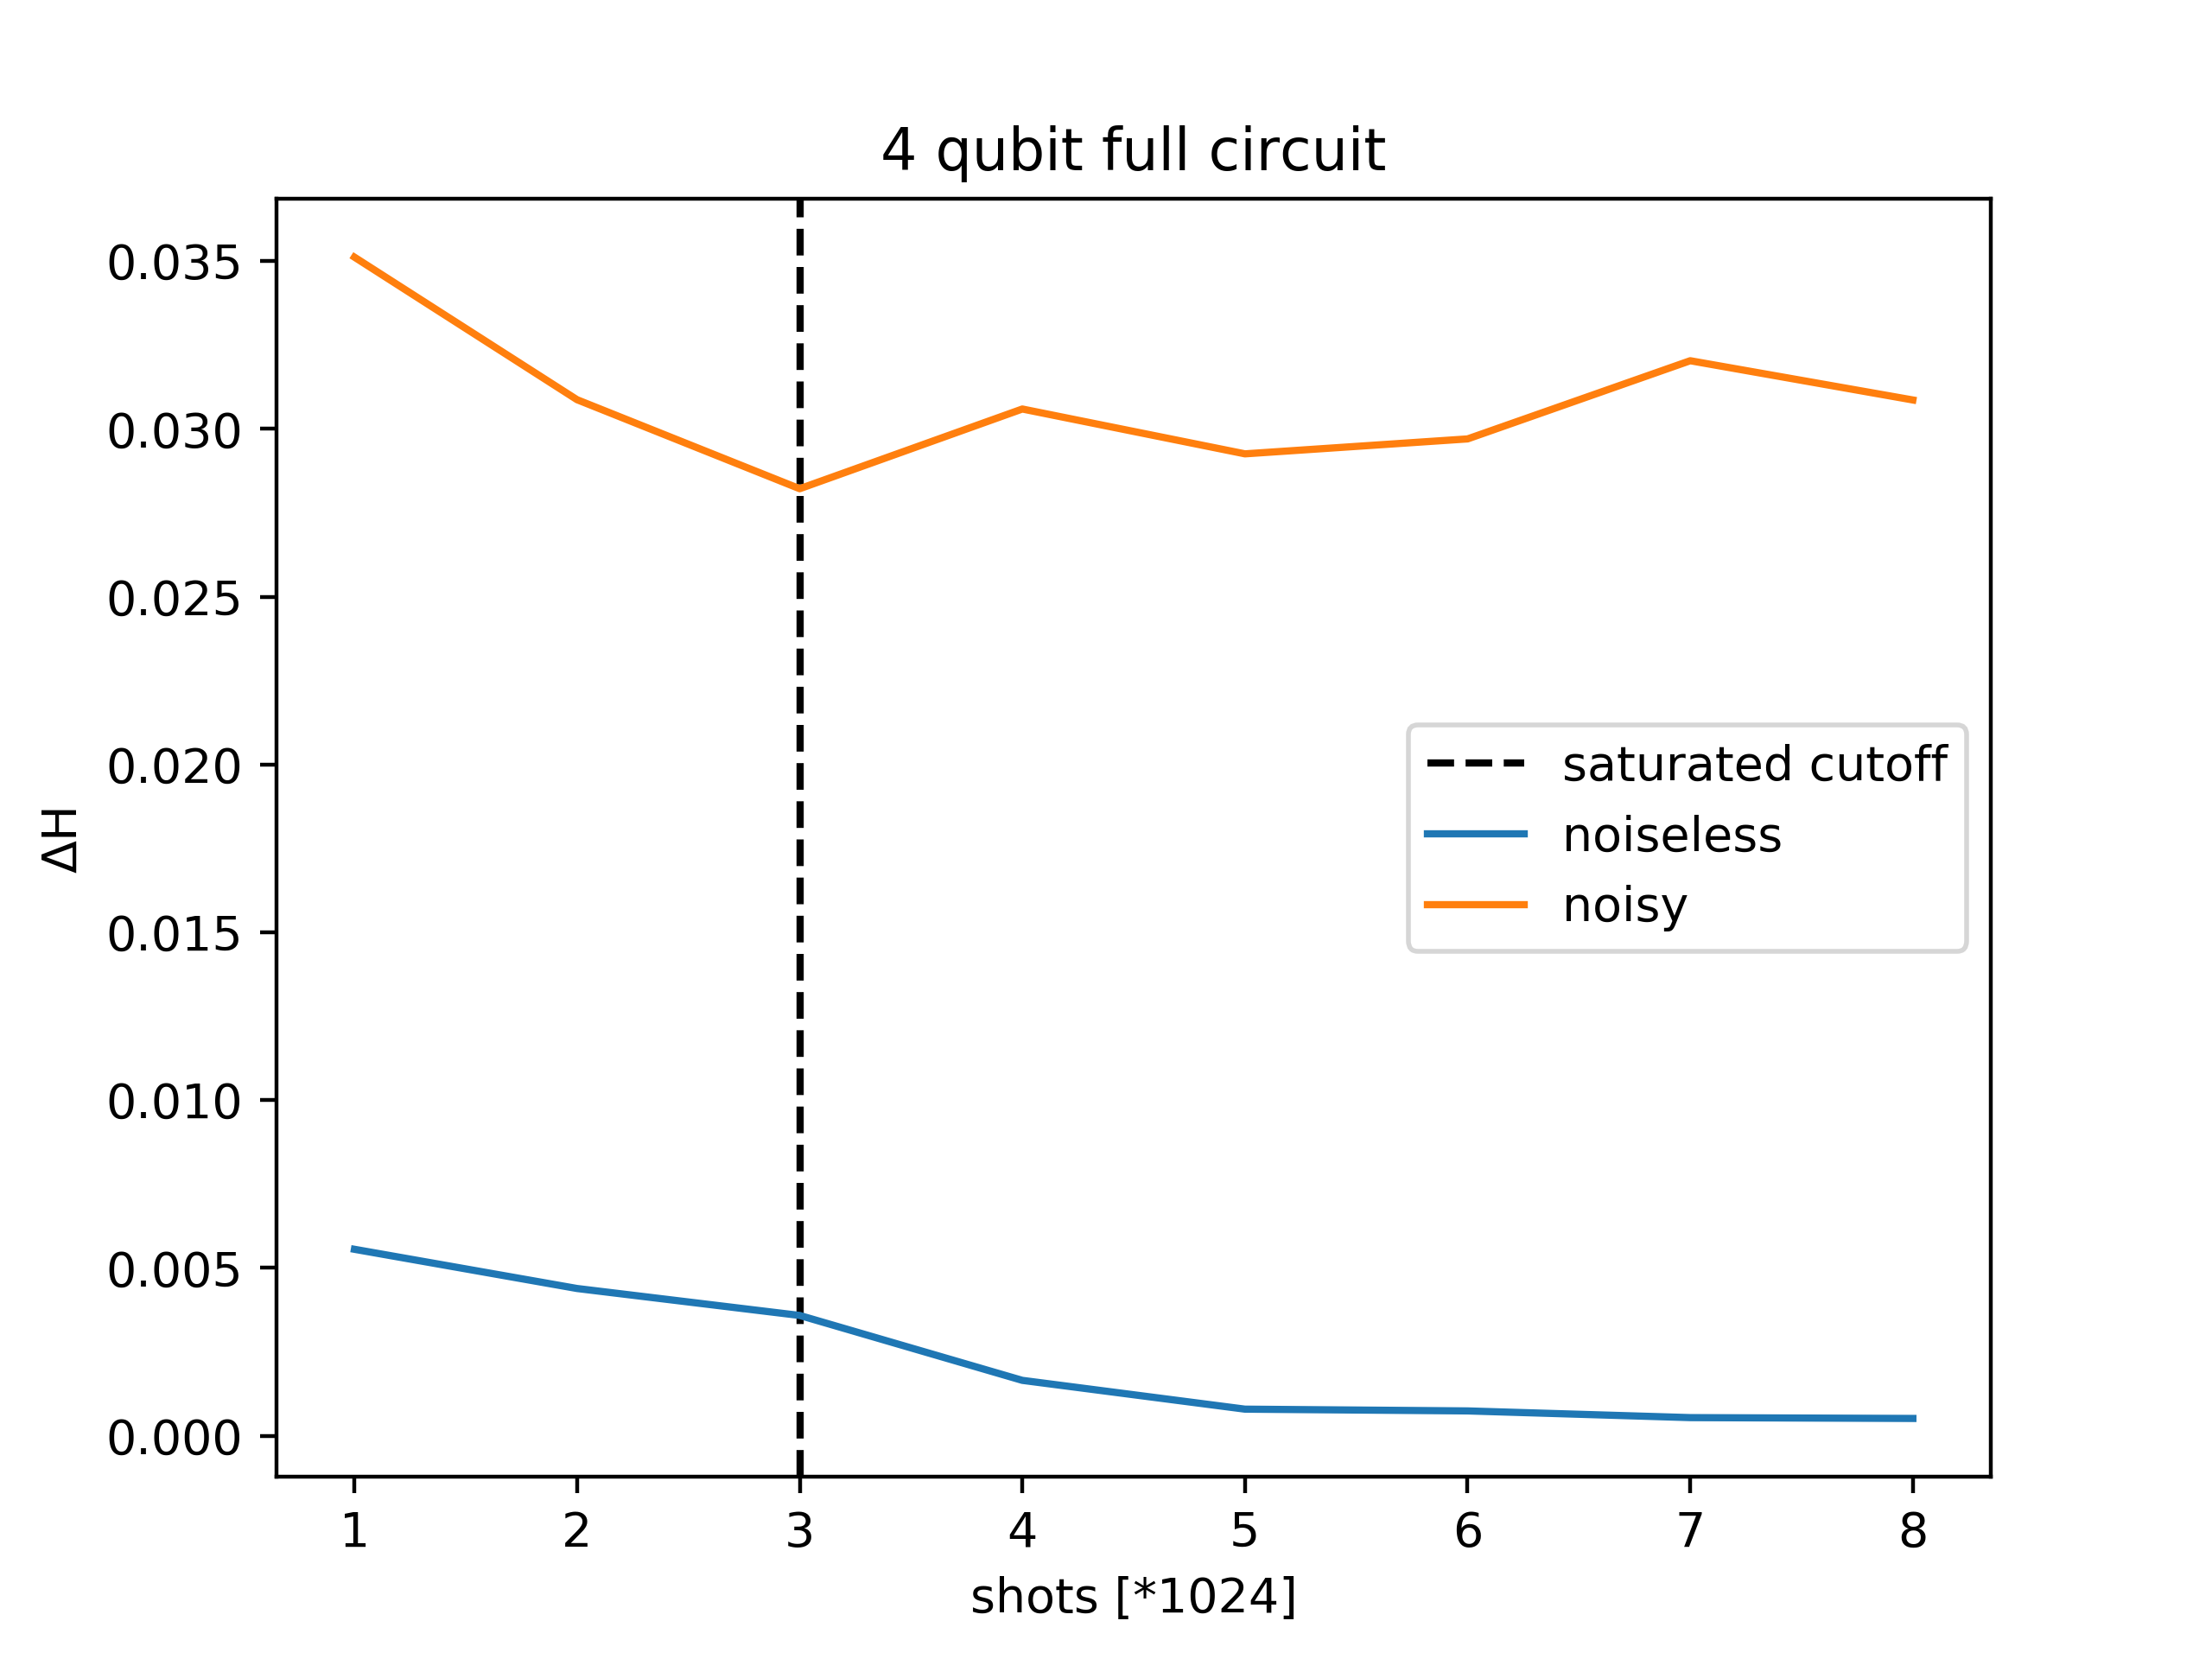 4 qubit full circuit
0.035
0.030
0.025
0.020
0.015
0.010
0.005
0.000
ΔH
saturated cutoff
noiseless
noisy
1 2 3 4 5 6 7 8
shots [*1024]